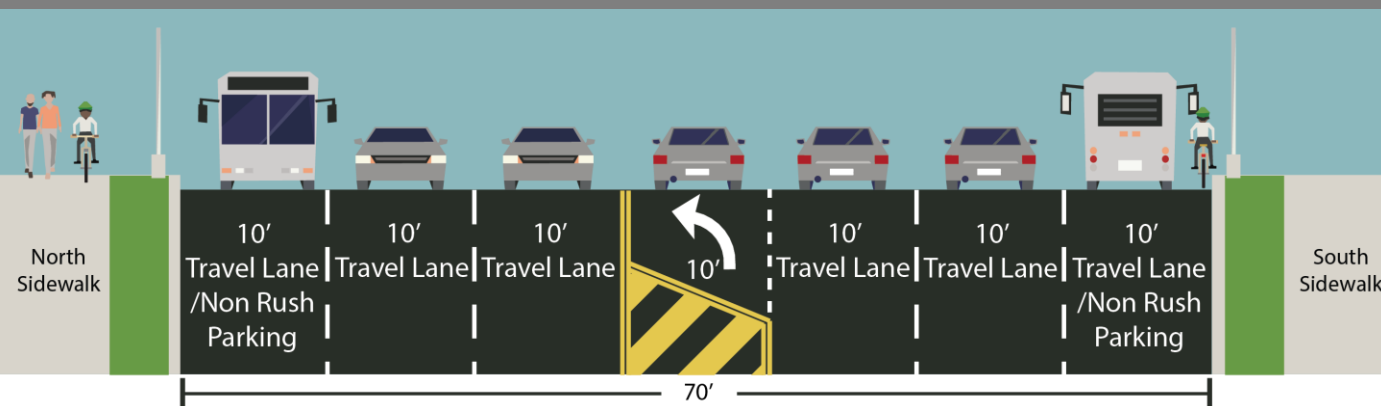 North
Sidewalk
10’
Travel Lane
/Non Rush
Parking
10’
Travel Lane
10’
Travel Lane
10’
10’
Travel Lane
10’
Travel Lane
10’
Travel Lane
/Non Rush
Parking
South
Sidewalk
70’